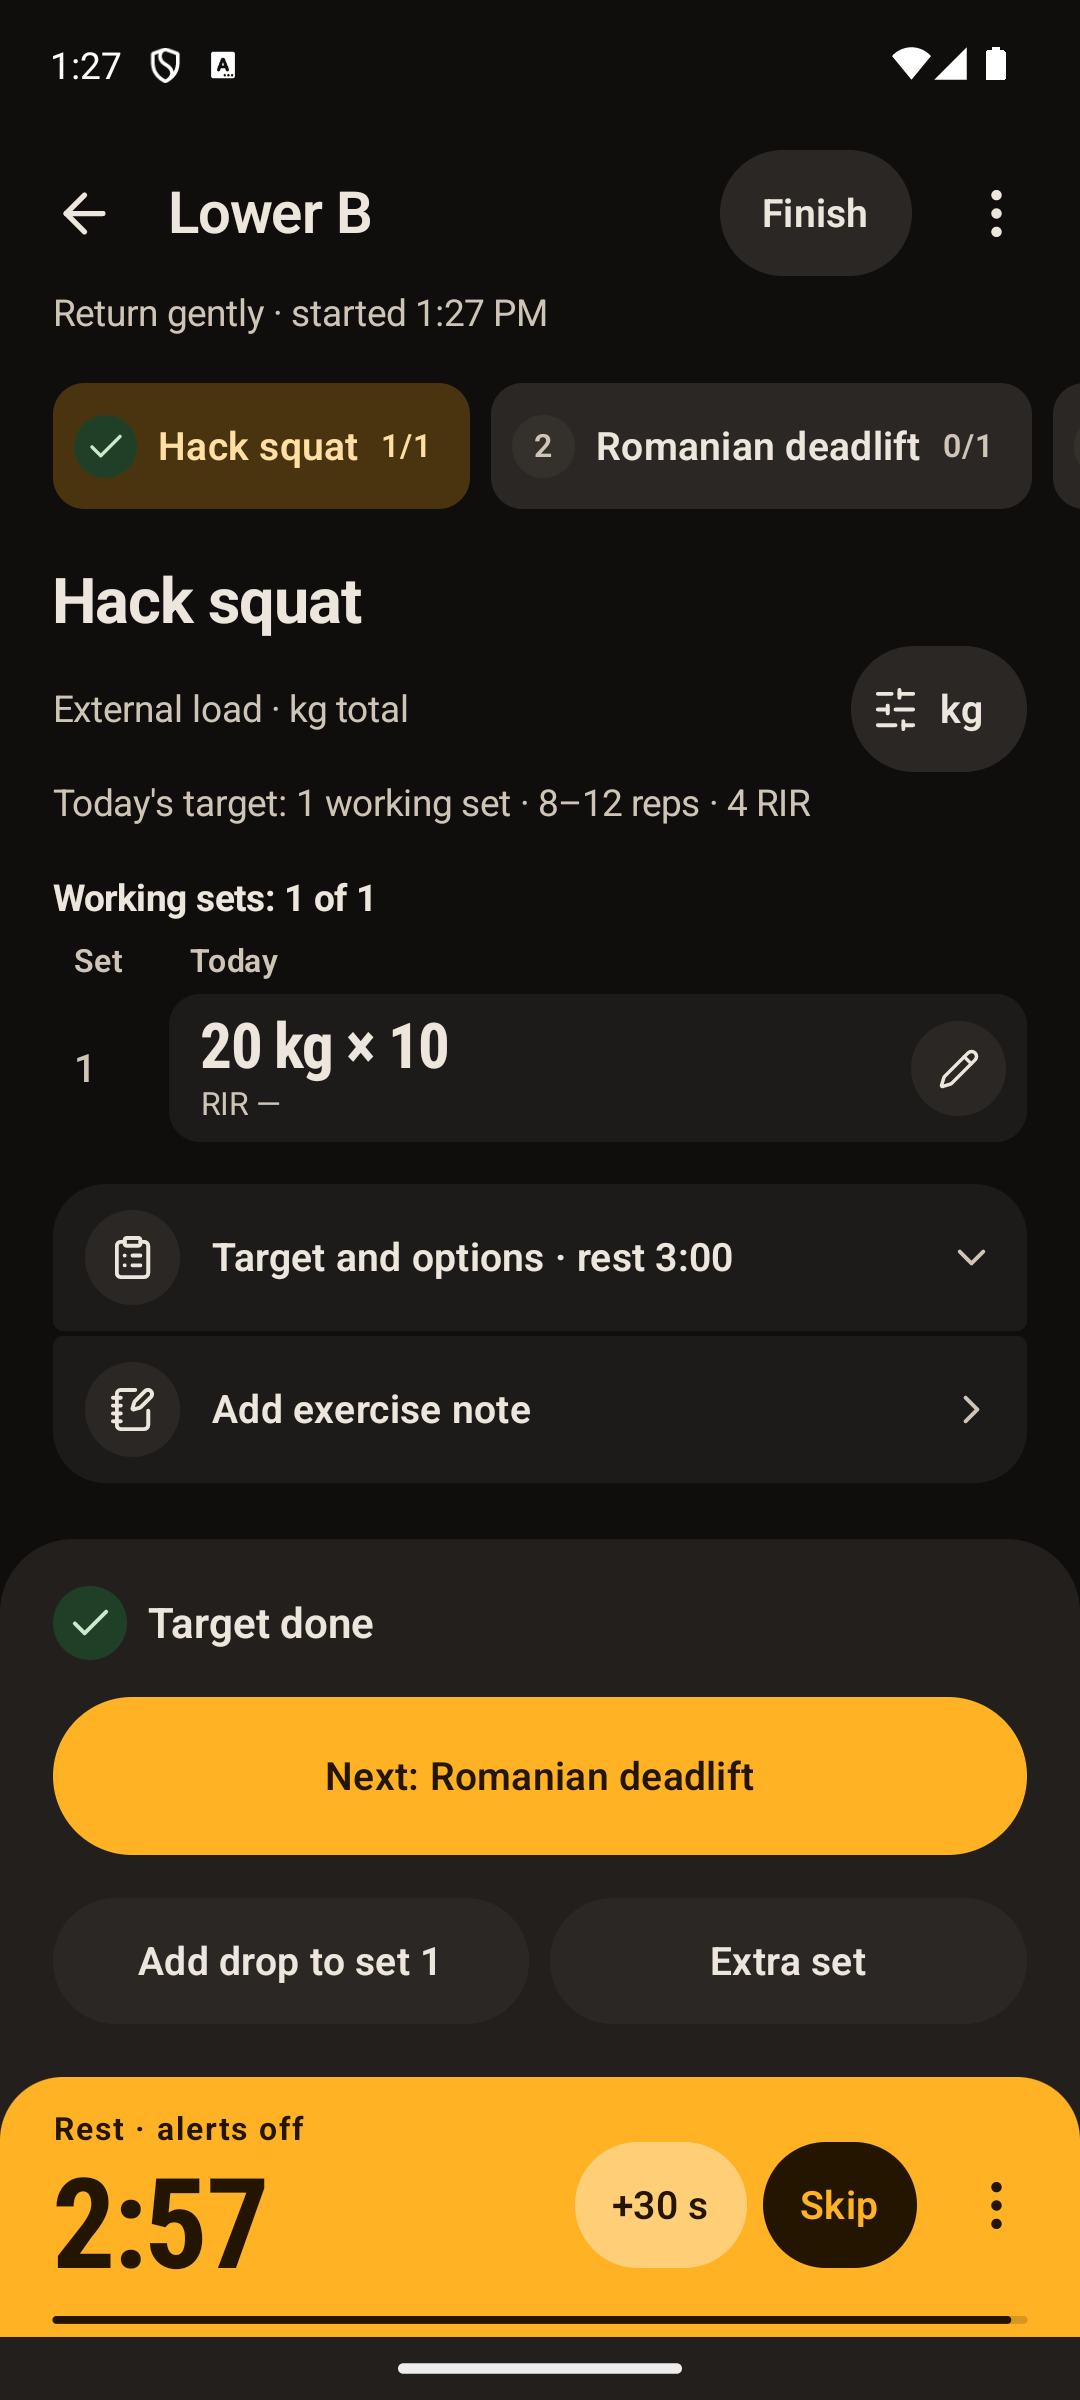 1:27
Lower B
Finish
Return gently · started 1:27 PM
Hack squat 1/1
2 Romanian deadlift 0/1
Hack squat
External load · kg total
kg
Today's target: 1 working set · 8–12 reps · 4 RIR
Working sets: 1 of 1
Set Today
1
20 kg × 10
RIR —
Target and options · rest 3:00
Add exercise note
Target done
Next: Romanian deadlift
Add drop to set 1
Extra set
Rest · alerts off
2:57
+30 s
Skip